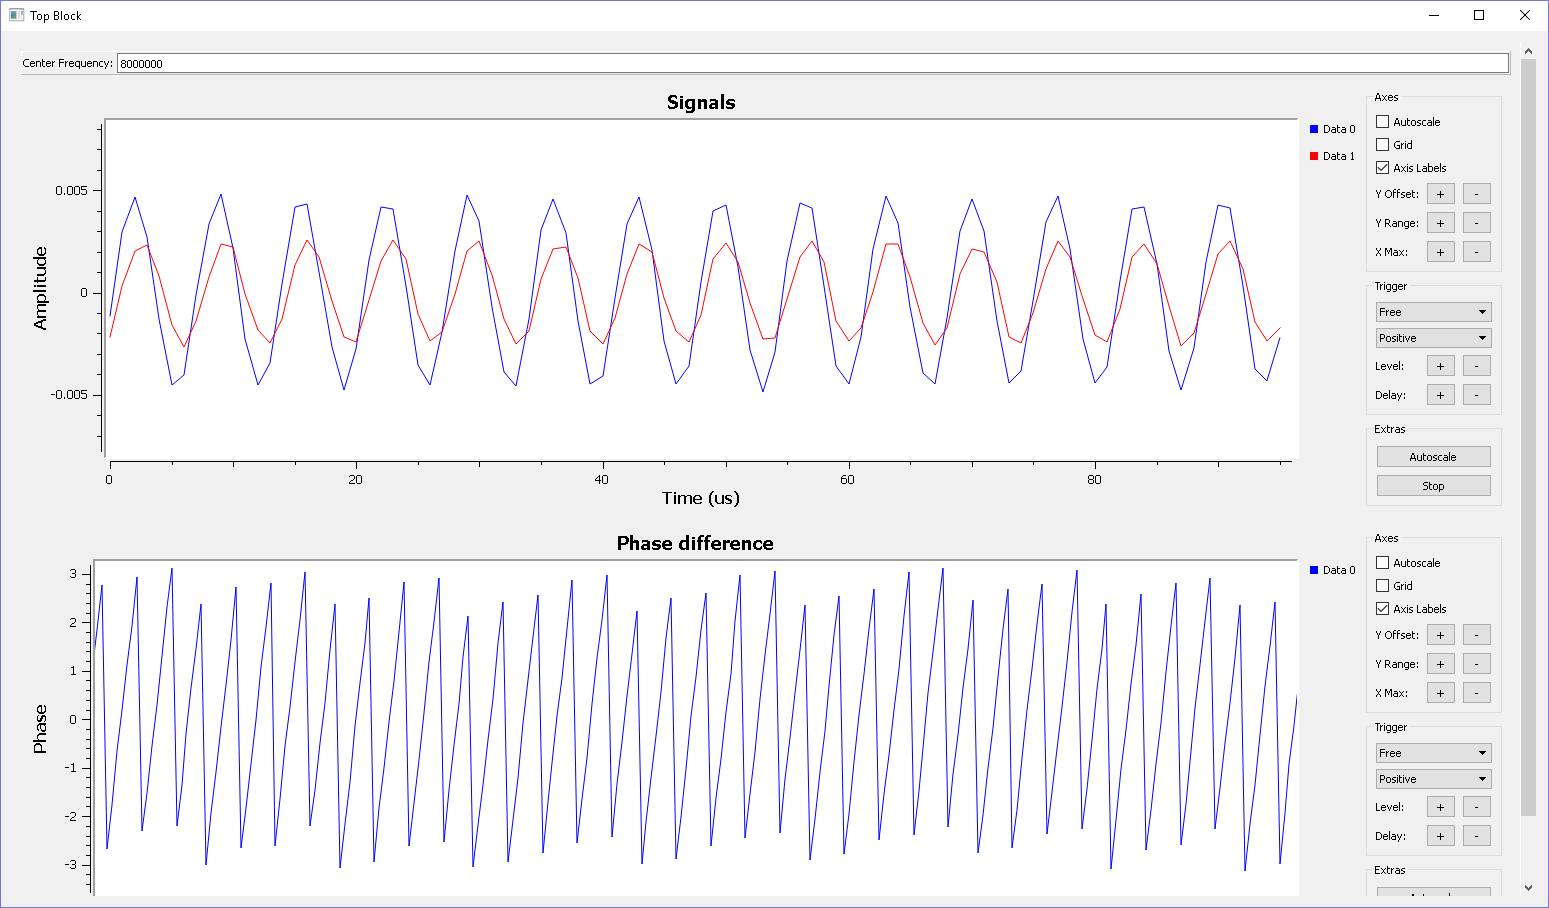 Top Block
Center Frequency: 8000000
Signals
Amplitude
0.005
0
-0.005
0 20 40 60 80
Time (us)
Data 0
Data 1
Axes
Autoscale
Grid
Axis Labels
Y Offset: + -
Y Range: + -
X Max: + -
Trigger
Free
Positive
Level: + -
Delay: + -
Extras
Autoscale
Stop
Phase difference
Phase
3
2
1
0
-1
-2
-3
Data 0
Axes
Autoscale
Grid
Axis Labels
Y Offset: + -
Y Range: + -
X Max: + -
Trigger
Free
Positive
Level: + -
Delay: + -
Extras